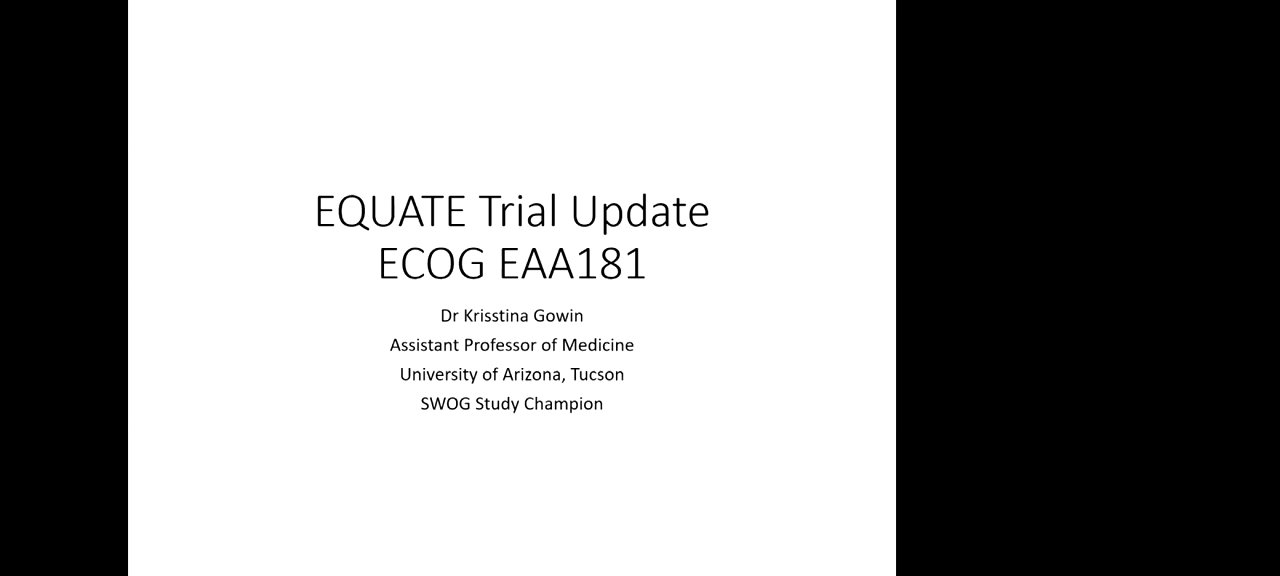 EQUATE Trial Update
ECOG EAA181
Dr Krisstina Gowin
Assistant Professor of Medicine
University of Arizona, Tucson
SWOG Study Champion